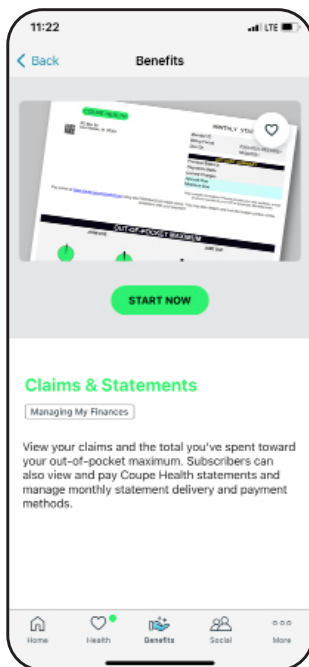 11:22
LTE
Back
Benefits
COUPE HEALTH
MONTHLY
OUT-OF-POCKET MAXIMUM
START NOW
Claims & Statements
Managing My Finances
View your claims and the total you've spent toward
your out-of-pocket maximum. Subscribers can
also view and pay Coupe Health statements and
manage monthly statement delivery and payment
methods.
Home
Health
Benefits
Social
More